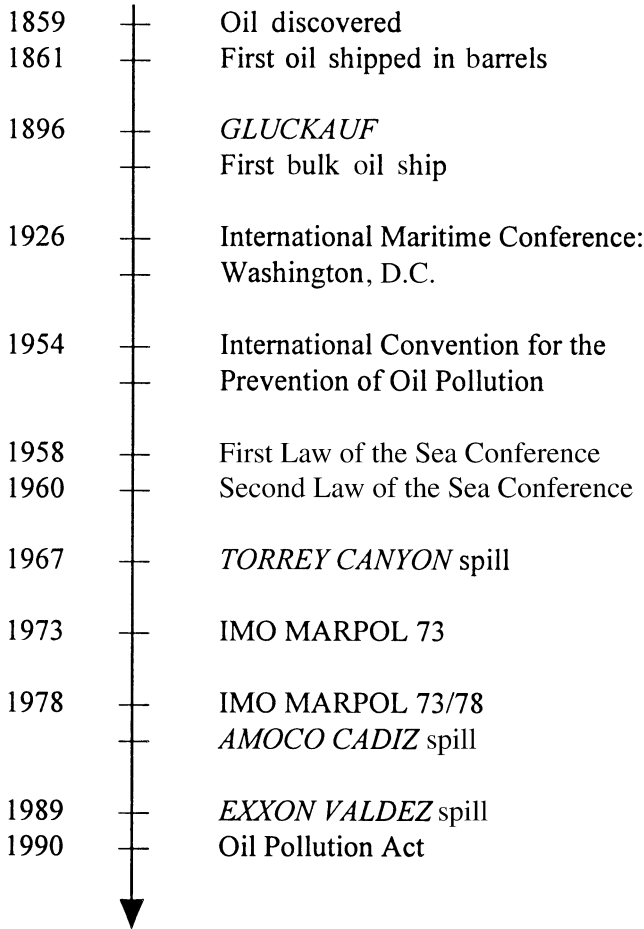 1859 Oil discovered
1861 First oil shipped in barrels
1896 GLUCKAUF
First bulk oil ship
1926 International Maritime Conference:
Washington, D.C.
1954 International Convention for the
Prevention of Oil Pollution
1958 First Law of the Sea Conference
1960 Second Law of the Sea Conference
1967 TORREY CANYON spill
1973 IMO MARPOL 73
1978 IMO MARPOL 73/78
AMOCO CADIZ spill
1989 EXXON VALDEZ spill
1990 Oil Pollution Act